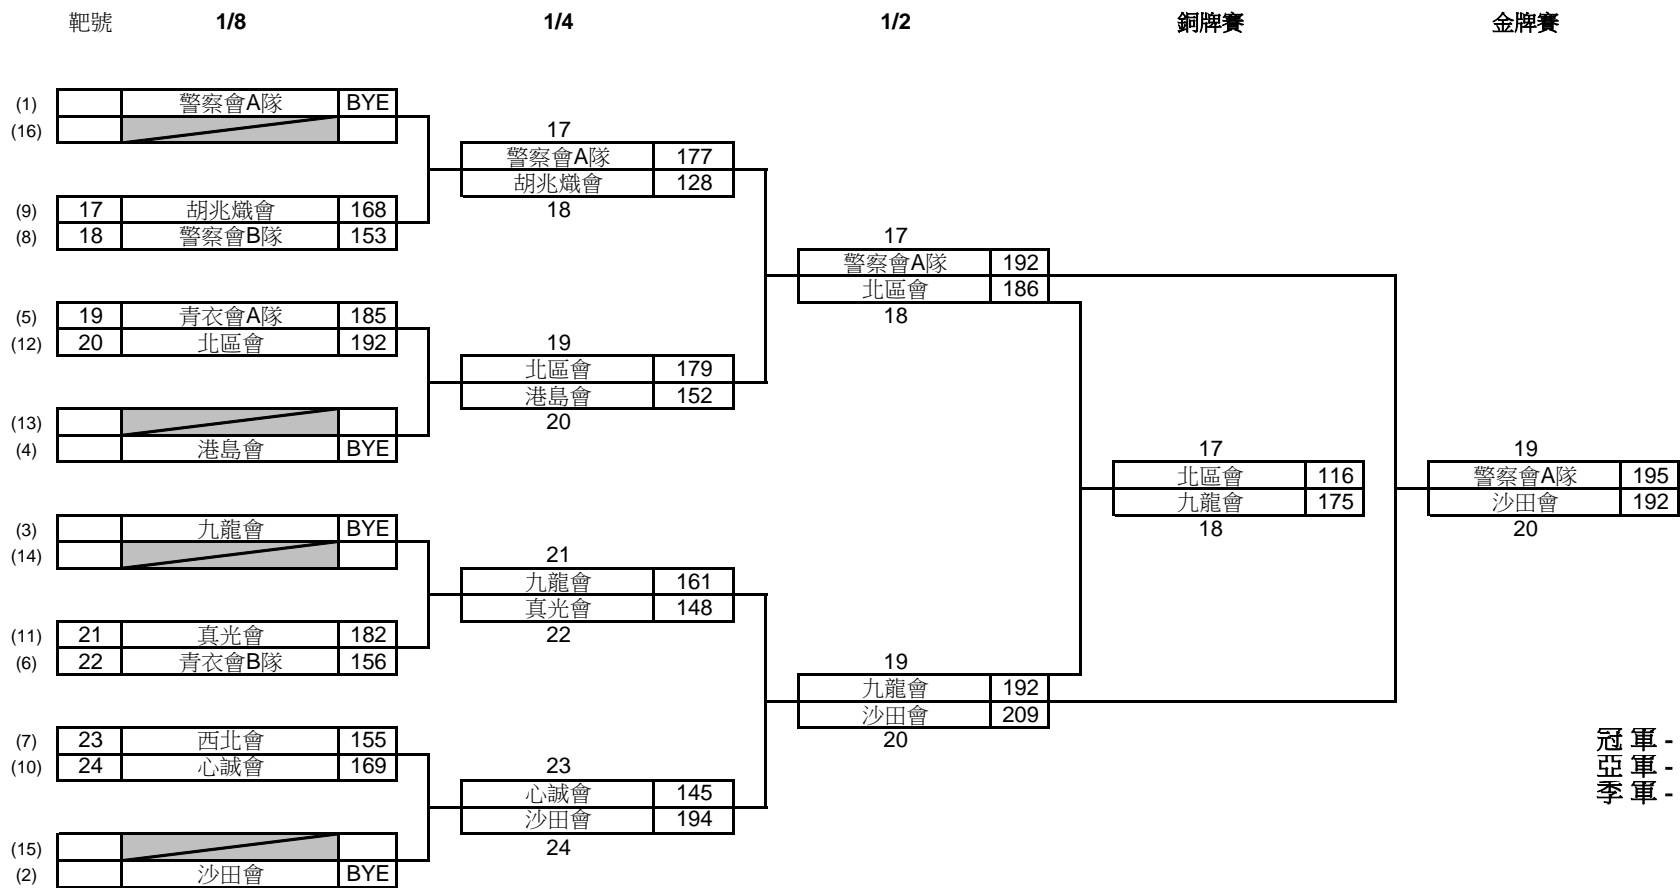 靶號 1/8 1/4 1/2 銅牌賽 金牌賽
(1) 警察會A隊 BYE
(16) 17
警察會A隊 177
胡兆熾會 128
(9) 17 胡兆熾會 168 18
(8) 18 警察會B隊 153 17
警察會A隊 192
北區會 186
(5) 19 青衣會A隊 185 18
(12) 20 北區會 192 19
北區會 179
港島會 152
(13) 20
(4) 港島會 BYE 17 19
北區會 116 警察會A隊 195
九龍會 175 沙田會 192
(3) 九龍會 BYE 18 20
(14) 21
九龍會 161
真光會 148
(11) 21 真光會 182 22
(6) 22 青衣會B隊 156 19
九龍會 192
沙田會 209
(7) 23 西北會 155 20 冠軍-
(10) 24 心誠會 169 23 亞軍-
心誠會 145 季軍-
沙田會 194
(15) 24
(2) 沙田會 BYE